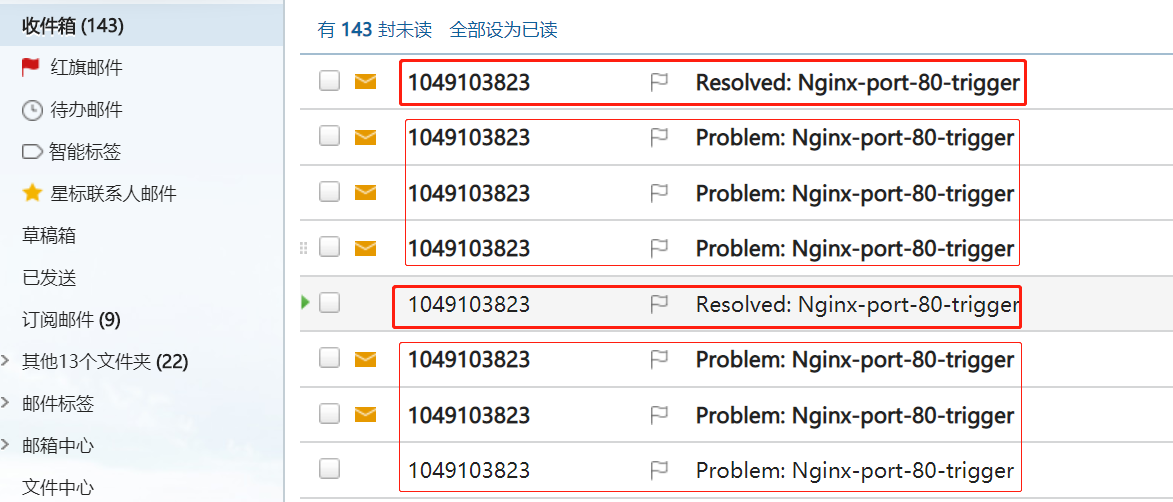 收件箱 (143)
红旗邮件
待办邮件
智能标签
星标联系人邮件
草稿箱
已发送
订阅邮件 (9)
其他13个文件夹 (22)
邮件标签
邮箱中心
文件中心
有 143 封未读 全部设为已读
1049103823 Resolved: Nginx-port-80-trigger
1049103823 Problem: Nginx-port-80-trigger
1049103823 Problem: Nginx-port-80-trigger
1049103823 Problem: Nginx-port-80-trigger
1049103823 Resolved: Nginx-port-80-trigger
1049103823 Problem: Nginx-port-80-trigger
1049103823 Problem: Nginx-port-80-trigger
1049103823 Problem: Nginx-port-80-trigger